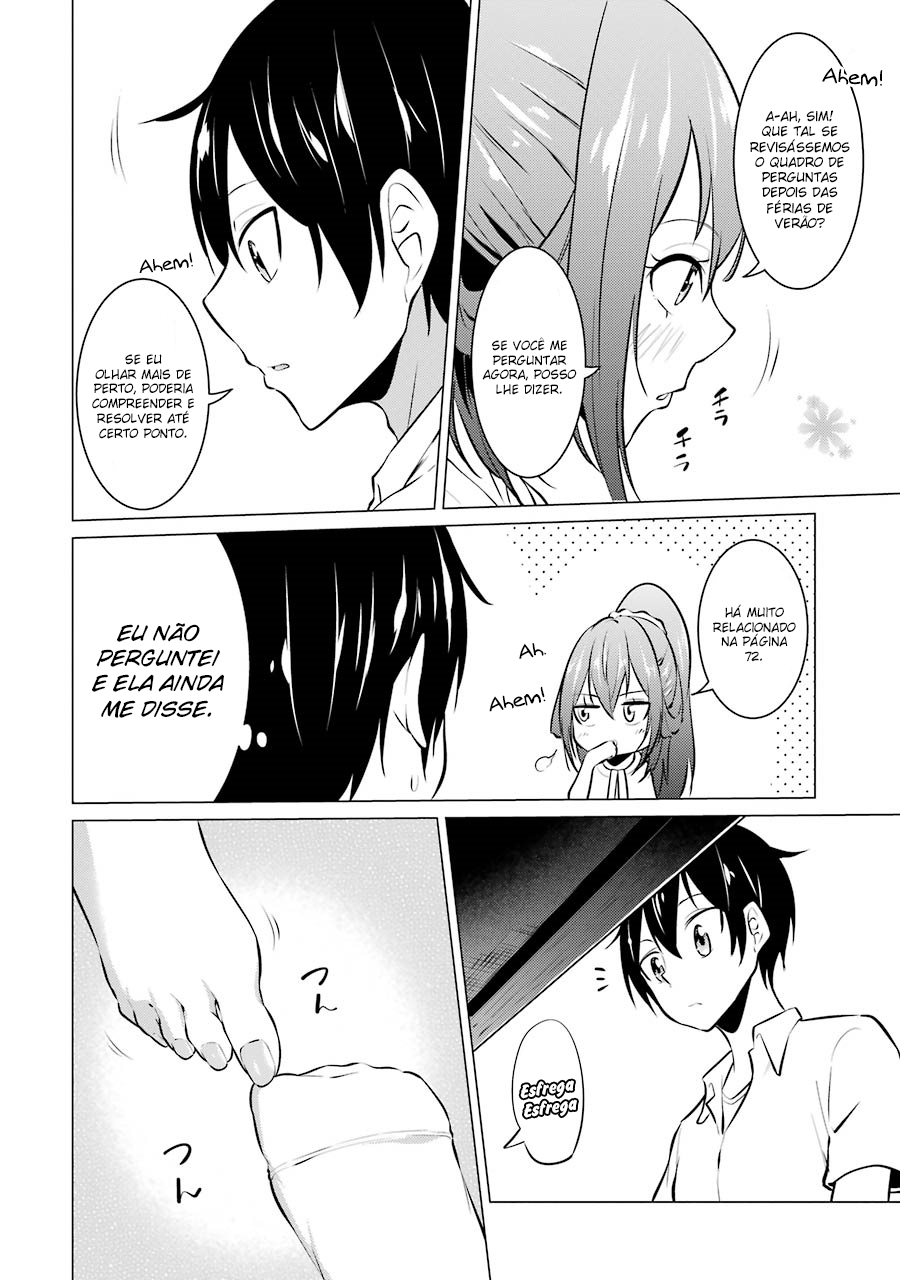 Ahem!
A-AH, SIM!
QUE TAL SE
REVISÁSSEMOS
O QUADRO DE
PERGUNTAS
DEPOIS DAS
FÉRIAS DE
VERÃO?
SE VOCÊ ME
PERGUNTAR
AGORA, POSSO
LHE DIZER.
チラ
チラ
Ahem!
SE EU
OLHAR MAIS DE
DE PERTO, PODERIA
COMPREENDER E
RESOLVER ATÉ
CERTO PONTO.
HÁ MUITO
RELACIONADO
NA PÁGINA
72.
Ah.
Ahem!
EU NÃO
PERGUNTEI
E ELA AINDA
ME DISSE.
Esfrega
Esfrega
つん
つん